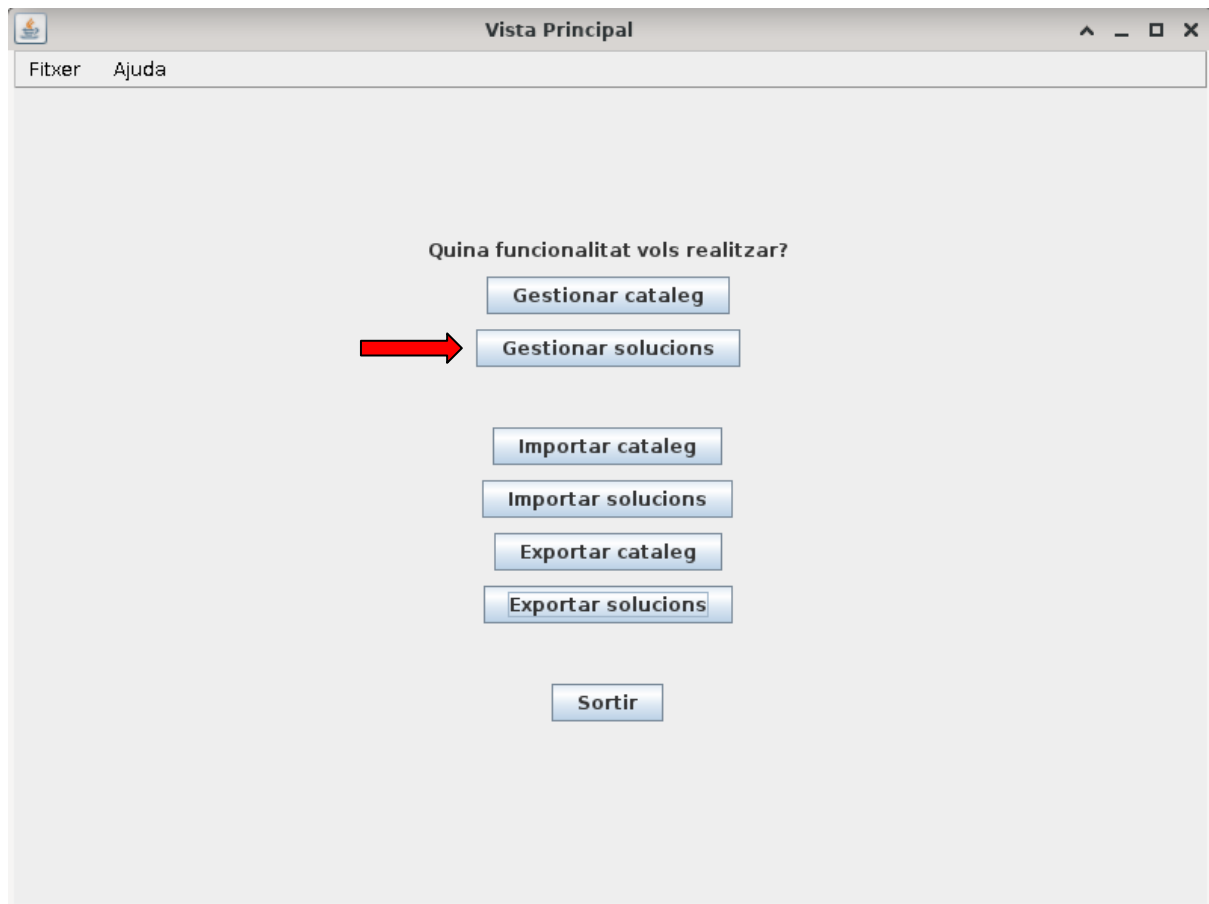 Vista Principal
Fitxer Ajuda
Quina funcionalitat vols realitzar?
Gestionar cataleg
Gestionar solucions
Importar cataleg
Importar solucions
Exportar cataleg
Exportar solucions
Sortir